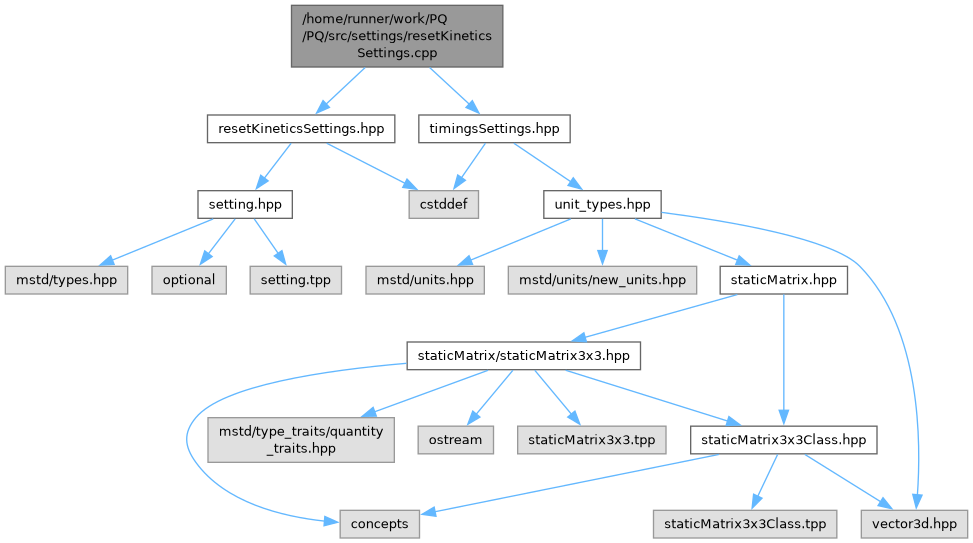 /home/runner/work/PQ
/PQ/src/settings/resetKinetics
Settings.cpp
resetKineticsSettings.hpp
timingsSettings.hpp
setting.hpp
cstddef
unit_types.hpp
mstd/types.hpp
optional
setting.tpp
mstd/units.hpp
mstd/units/new_units.hpp
staticMatrix.hpp
staticMatrix/staticMatrix3x3.hpp
mstd/type_traits/quantity
_traits.hpp
ostream
staticMatrix3x3.tpp
staticMatrix3x3Class.hpp
concepts
staticMatrix3x3Class.tpp
vector3d.hpp